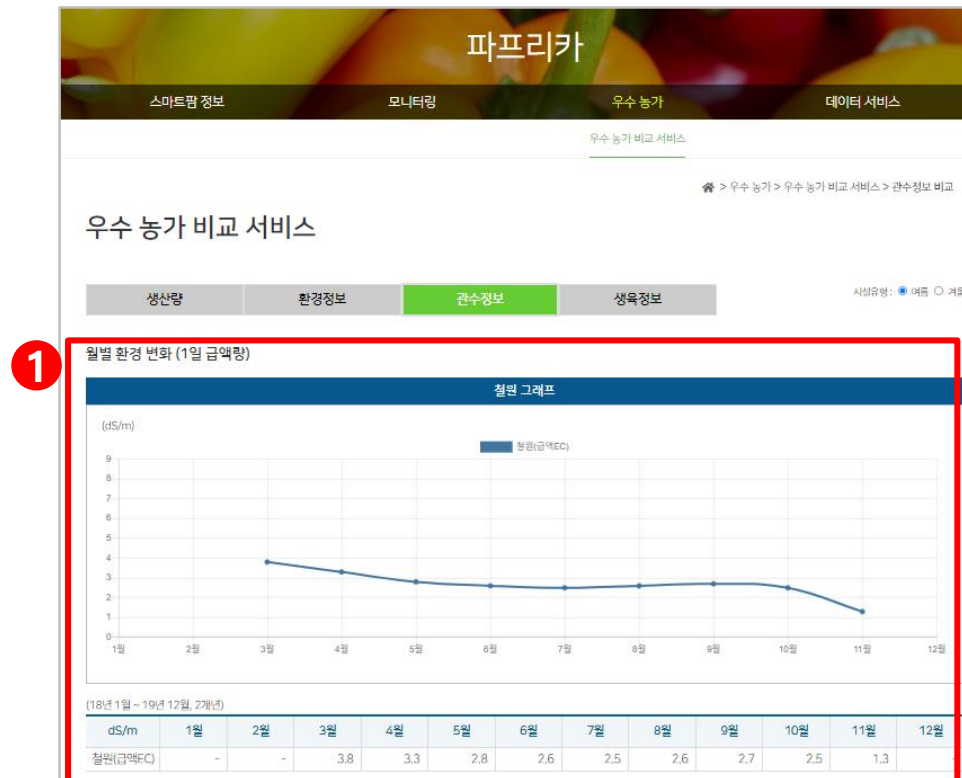 파프리카
스마트팜 정보 모니터링 우수 농가 데이터 서비스
우수 농가 비교 서비스
> 우수 농가 > 우수 농가 비교 서비스 > 관수정보 비교
우수 농가 비교 서비스
생산량 환경정보 관수정보 생육정보
시설유형: 여름 겨울
1
월별 환경 변화 (1일 급액량)
철원 그래프
(dS/m)
철원(급액EC)
9
8
7
6
5
4
3
2
1
0
1월 2월 3월 4월 5월 6월 7월 8월 9월 10월 11월 12월
(18년 1월 ~ 19년 12월, 2개년)
dS/m 1월 2월 3월 4월 5월 6월 7월 8월 9월 10월 11월 12월
철원(급액EC) - - 3.8 3.3 2.8 2.6 2.5 2.6 2.7 2.5 1.3 -